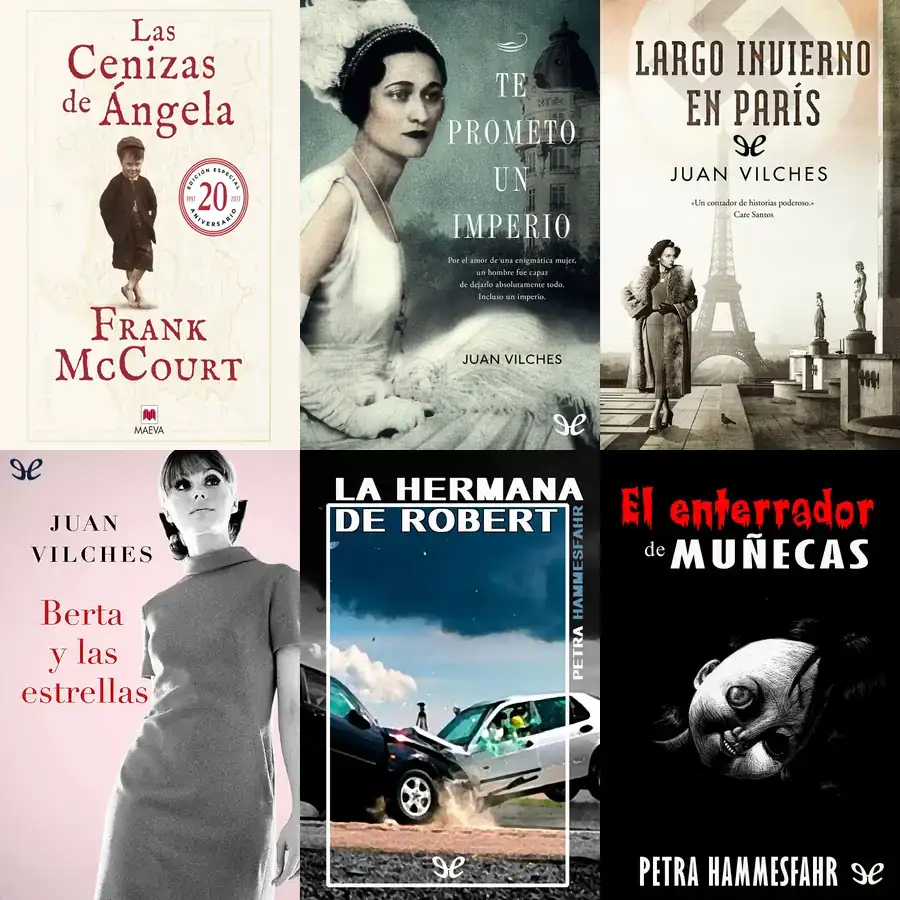 Las
Cenizas
de Ángela
EDICIÓN ESPECIAL
1997 20 2017
ANIVERSARIO
FRANK
McCOURT
MAEVA
TE
PROMETO
UN
IMPERIO
Por el amor de una enigmática mujer,
un hombre fue capaz
de dejarlo absolutamente todo.
Incluso un imperio.
JUAN VILCHES
LARGO INVIERNO
EN PARÍS
JUAN VILCHES
«Un contador de historias poderoso.»
Care Santos
JUAN
VILCHES
Berta
y las
estrellas
LA HERMANA
DE ROBERT
PETRA HAMMESFAHR
El enterrador
de MUÑECAS
PETRA HAMMESFAHR